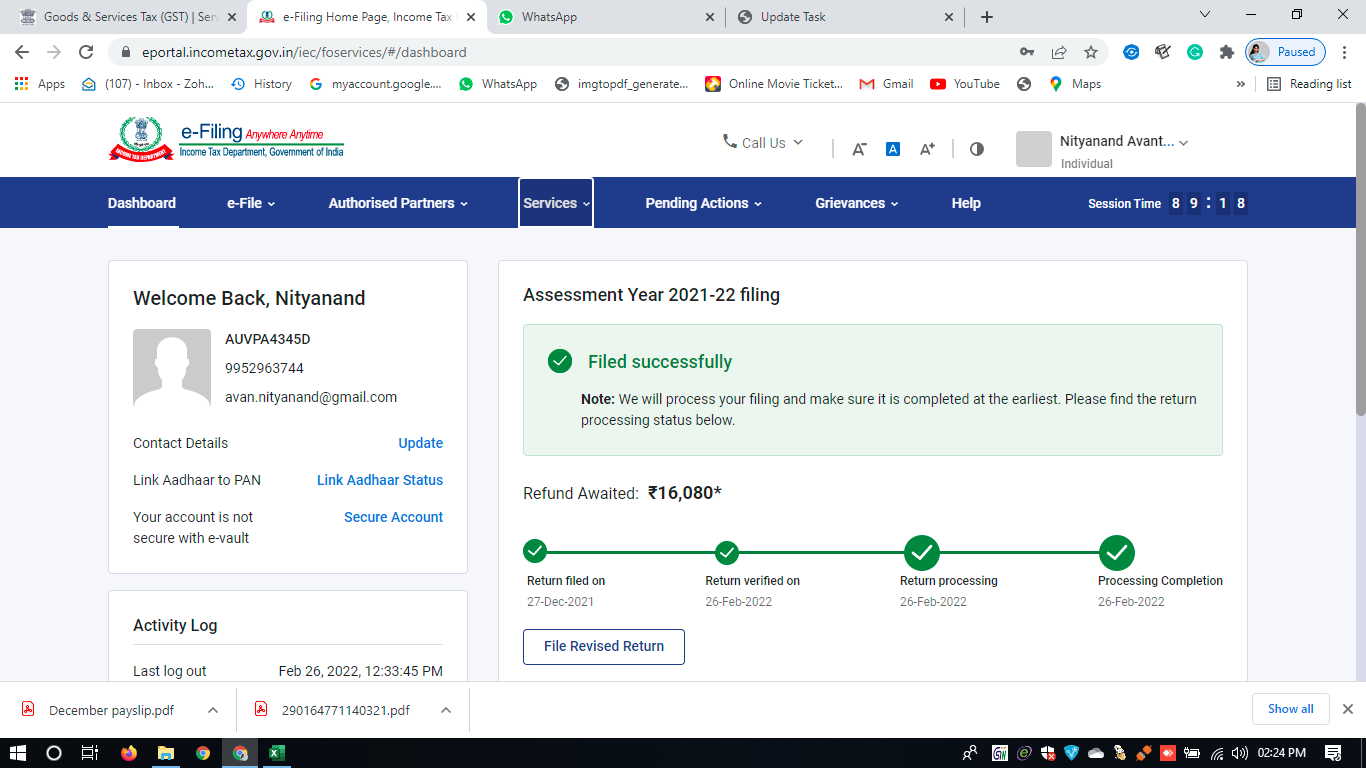 Goods & Services Tax (GST) | Ser
e-Filing Home Page, Income Tax
WhatsApp
Update Task
eportal.incometax.gov.in/iec/foservices/#/dashboard
Paused
Apps
(107) - Inbox - Zoh...
History
myaccount.google....
WhatsApp
imgtopdf_generate...
Online Movie Ticket...
Gmail
YouTube
Maps
Reading list
e-Filing Anywhere Anytime
Income Tax Department, Government of India
INCOME TAX DEPARTMENT
Call Us
A-
A
A+
Nityanand Avant...
Individual
Dashboard
e-File
Authorised Partners
Services
Pending Actions
Grievances
Help
Session Time 8 9 : 1 8
Welcome Back, Nityanand
AUVPA4345D
9952963744
avan.nityanand@gmail.com
Contact Details
Update
Link Aadhaar to PAN
Link Aadhaar Status
Your account is not
secure with e-vault
Secure Account
Activity Log
Last log out
Feb 26, 2022, 12:33:45 PM
Assessment Year 2021-22 filing
Filed successfully
Note: We will process your filing and make sure it is completed at the earliest. Please find the return
processing status below.
Refund Awaited: ₹16,080*
Return filed on
27-Dec-2021
Return verified on
26-Feb-2022
Return processing
26-Feb-2022
Processing Completion
26-Feb-2022
File Revised Return
December payslip.pdf
290164771140321.pdf
Show all
02:24 PM